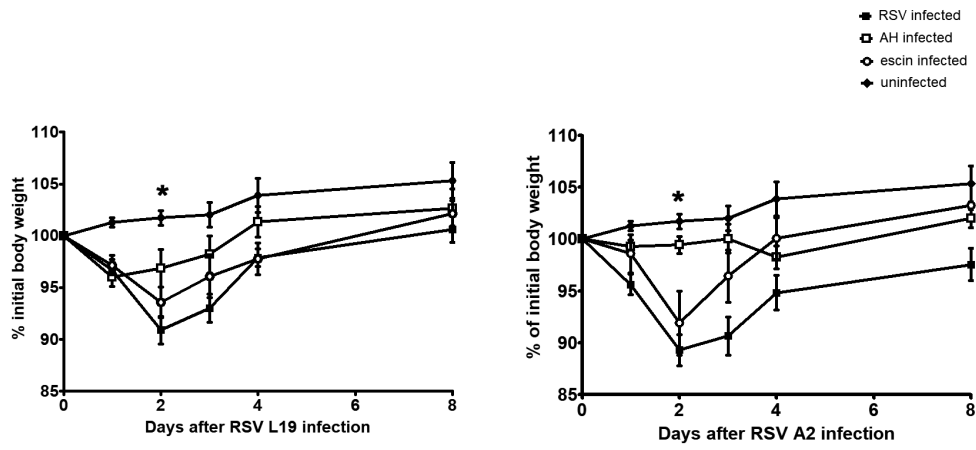 RSV infected
AH infected
escin infected
uninfected
% initial body weight
110
105
100
95
90
85
*
0 2 4 6 8
Days after RSV L19 infection
% of initial body weight
110
105
100
95
90
85
*
0 2 4 6 8
Days after RSV A2 infection